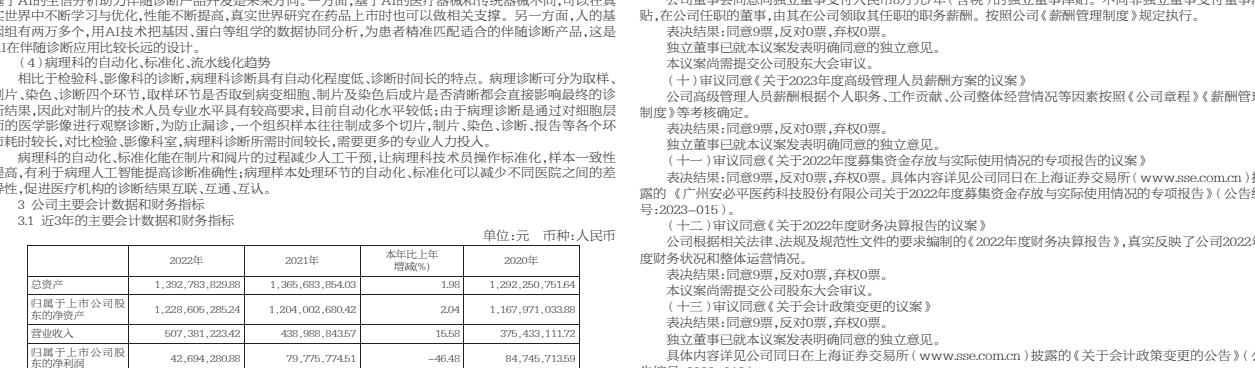 基于AI的生信分析助力伴随诊断产品开发是未来方向。一方面,基于AI的医疗器械和传统器械不同,可以在真
实世界中不断学习与优化,性能不断提高,真实世界研究在药品上市时也可以做相关支撑。另一方面,人的基
因组有两万多个,用AI技术把基因、蛋白等组学的数据协同分析,为患者精准匹配适合的伴随诊断产品,这是
AI在伴随诊断应用比较长远的设计。
(4)病理科的自动化、标准化、流水线化趋势
相比于检验科、影像科的诊断,病理科诊断具有自动化程度低、诊断时间长的特点。病理诊断可分为取样、
制片、染色、诊断四个环节,取样环节是否取到病变细胞、制片及染色后成片是否清晰都会直接影响最终的诊
断结果,因此对制片的技术人员专业水平具有较高要求,目前自动化水平较低;由于病理诊断是通过对细胞层
面的医学影像进行观察诊断,为防止漏诊,一个组织样本往往制成多个切片,制片、染色、诊断、报告等各个环
节耗时较长,对比检验、影像科室,病理科诊断所需时间较长,需要更多的专业人力投入。
病理科的自动化、标准化能在制片和阅片的过程减少人工干预,让病理科技术员操作标准化,样本一致性
提高,有利于病理人工智能提高诊断准确性;病理样本处理环节的自动化、标准化可以减少不同医院之间的差
异性,促进医疗机构的诊断结果互联、互通、互认。
3 公司主要会计数据和财务指标
3.1 近3年的主要会计数据和财务指标
单位:元 币种:人民币
2022年 2021年 本年比上年增减(%) 2020年
总资产 1,392,783,829.88 1,365,683,854.03 1.98 1,292,250,751.64
归属于上市公司股东的净资产 1,228,605,285.24 1,204,002,680.42 2.04 1,167,971,033.88
营业收入 507,381,223.42 438,988,843.57 15.58 375,433,111.72
归属于上市公司股东的净利润 42,694,280.88 79,775,774.51 -46.48 84,745,713.59
贴,在公司任职的董事,由其在公司领取其任职的职务薪酬。按照公司《薪酬管理制度》规定执行。
表决结果:同意9票,反对0票,弃权0票。
独立董事已就本议案发表明确同意的独立意见。
本议案尚需提交公司股东大会审议。
(十)审议同意《关于2023年度高级管理人员薪酬方案的议案》
公司高级管理人员薪酬根据个人职务、工作贡献、公司整体经营情况等因素按照《公司章程》《薪酬管理
制度》等考核确定。
表决结果:同意9票,反对0票,弃权0票。
独立董事已就本议案发表明确同意的独立意见。
(十一)审议同意《关于2022年度募集资金存放与实际使用情况的专项报告的议案》
表决结果:同意9票,反对0票,弃权0票。具体内容详见公司同日在上海证券交易所(www.sse.com.cn)披
露的《广州安必平医药科技股份有限公司关于2022年度募集资金存放与实际使用情况的专项报告》(公告编
号:2023-015)。
(十二)审议同意《关于2022年度财务决算报告的议案》
公司根据相关法律、法规及规范性文件的要求编制的《2022年度财务决算报告》,真实反映了公司2022年
度财务状况和整体运营情况。
表决结果:同意9票,反对0票,弃权0票。
本议案尚需提交公司股东大会审议。
(十三)审议同意《关于会计政策变更的议案》
表决结果:同意9票,反对0票,弃权0票。
独立董事已就本议案发表明确同意的独立意见。
具体内容详见公司同日在上海证券交易所(www.sse.com.cn)披露的《关于会计政策变更的公告》(公